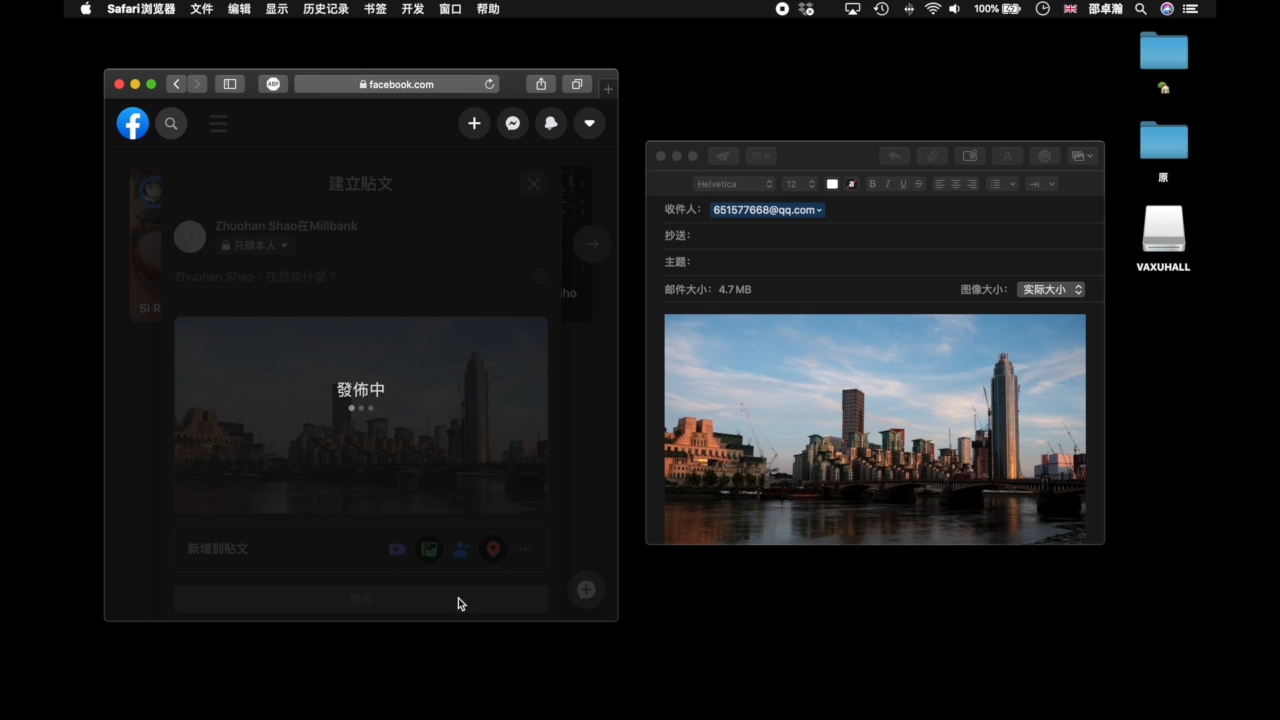 Safari浏览器 文件 编辑 显示 历史记录 书签 开发 窗口 帮助 100% 邵卓瀚
ABP facebook.com
建立貼文
Zhuohan Shao在Millbank
只限本人
Zhuohan Shao，在想些什麼？
Si R
iho
發佈中
新增到貼文
發佈
Helvetica 12 a B I U S
收件人： 651577668@qq.com
抄送：
主题：
邮件大小： 4.7 MB 图像大小： 实际大小
原
VAXUHALL